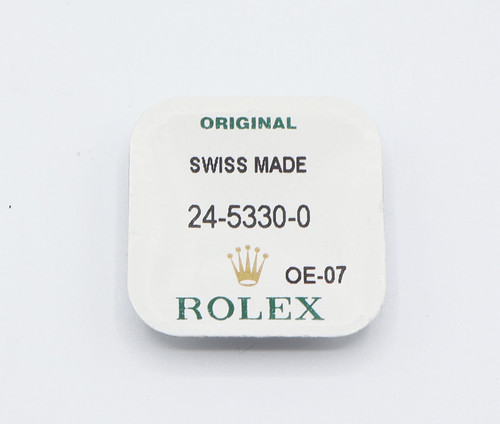 ORIGINAL
SWISS MADE
24-5330-0
OE-07
ROLEX